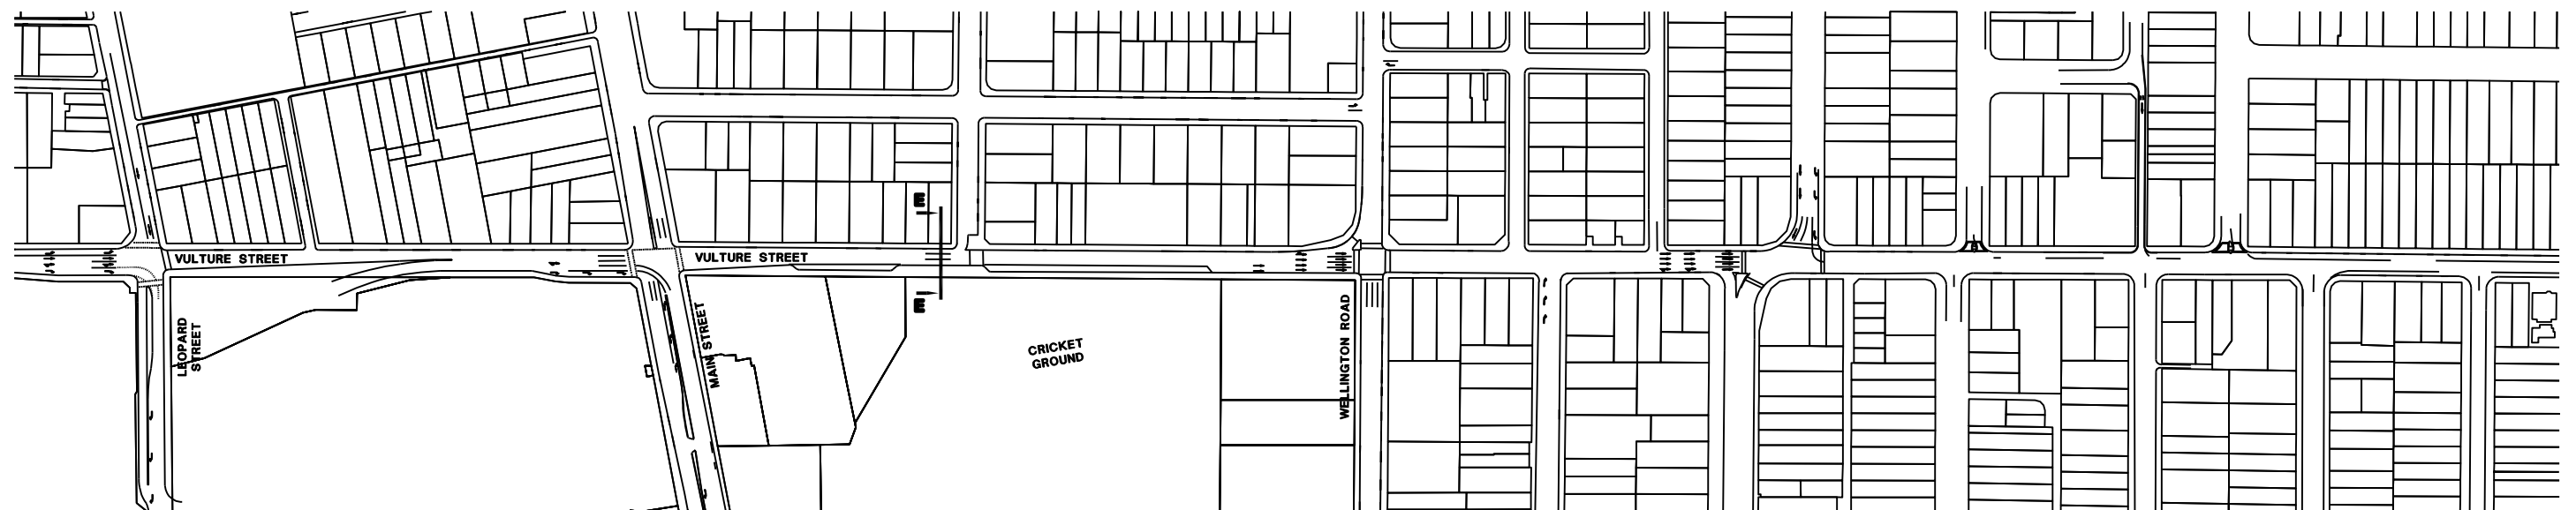 VULTURE STREET
VULTURE STREET
LEOPARD
STREET
MAIN STREET
CRICKET
GROUND
WELLINGTON ROAD